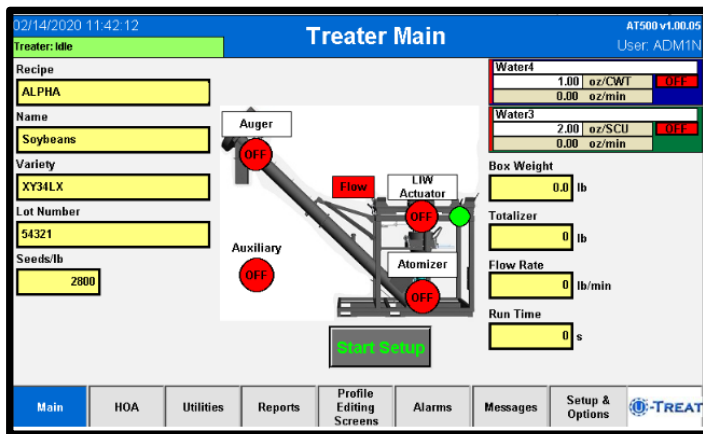 02/14/2020 11:42:12
Treater Main
AT500 v1.00.05
Treater: Idle
User: ADM1N
Recipe
ALPHA
Name
Soybeans
Variety
XY34LX
Lot Number
54321
Seeds/lb
2800
Auger
OFF
Flow
LIW
Actuator
OFF
Auxiliary
OFF
Atomizer
OFF
Start Setup
Water4
1.00 oz/CWT OFF
0.00 oz/min
Water3
2.00 oz/SCU OFF
0.00 oz/min
Box Weight
0.0 lb
Totalizer
0 lb
Flow Rate
0 lb/min
Run Time
0 s
Main
HOA
Utilities
Reports
Profile
Editing
Screens
Alarms
Messages
Setup &
Options
U-TREAT